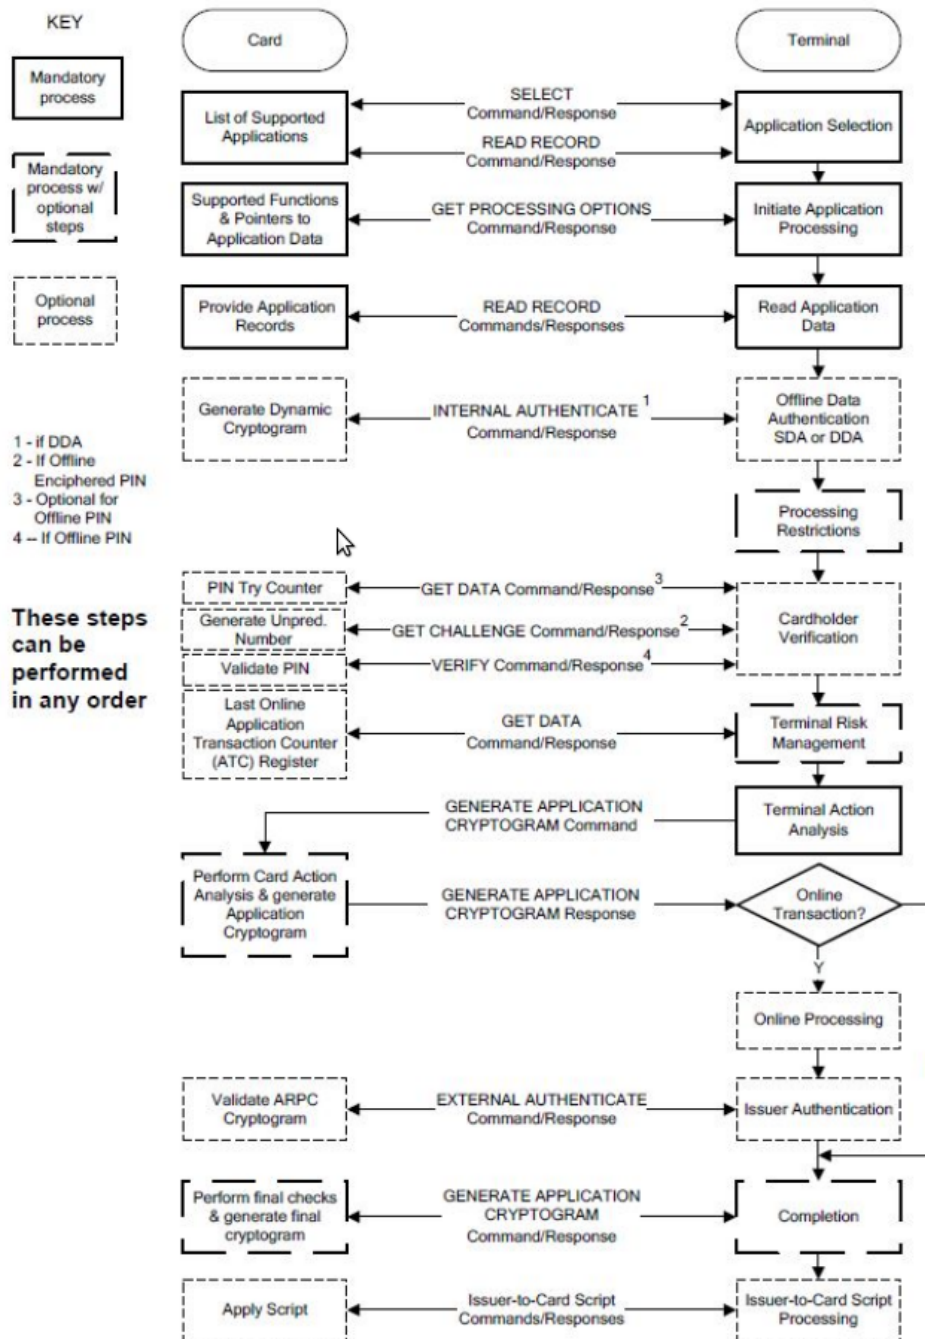 KEY
Card
Terminal
Mandatory
process
List of Supported
Applications
SELECT
Command/Response
READ RECORD
Command/Response
Application Selection
Mandatory
process w/
optional
steps
Supported Functions
& Pointers to
Application Data
GET PROCESSING OPTIONS
Command/Response
Initiate Application
Processing
Optional
process
Provide Application
Records
READ RECORD
Commands/Responses
Read Application
Data
Generate Dynamic
Cryptogram
INTERNAL AUTHENTICATE 1
Command/Response
Offline Data
Authentication
SDA or DDA
1 - if DDA
2 - If Offline
Enciphered PIN
3 - Optional for
Offline PIN
4 -- If Offline PIN
Processing
Restrictions
These steps
can be
performed
in any order
PIN Try Counter
GET DATA Command/Response3
Generate Unpred.
Number
GET CHALLENGE Command/Response2
Cardholder
Verification
Validate PIN
VERIFY Command/Response4
Last Online
Application
Transaction Counter
(ATC) Register
GET DATA
Command/Response
Terminal Risk
Management
GENERATE APPLICATION
CRYPTOGRAM Command
Terminal Action
Analysis
Perform Card Action
Analysis & generate
Application
Cryptogram
GENERATE APPLICATION
CRYPTOGRAM Response
Online
Transaction?
Y
Online Processing
Validate ARPC
Cryptogram
EXTERNAL AUTHENTICATE
Command/Response
Issuer Authentication
Perform final checks
& generate final
cryptogram
GENERATE APPLICATION
CRYPTOGRAM
Command/Response
Completion
Apply Script
Issuer-to-Card Script
Commands/Responses
Issuer-to-Card Script
Processing